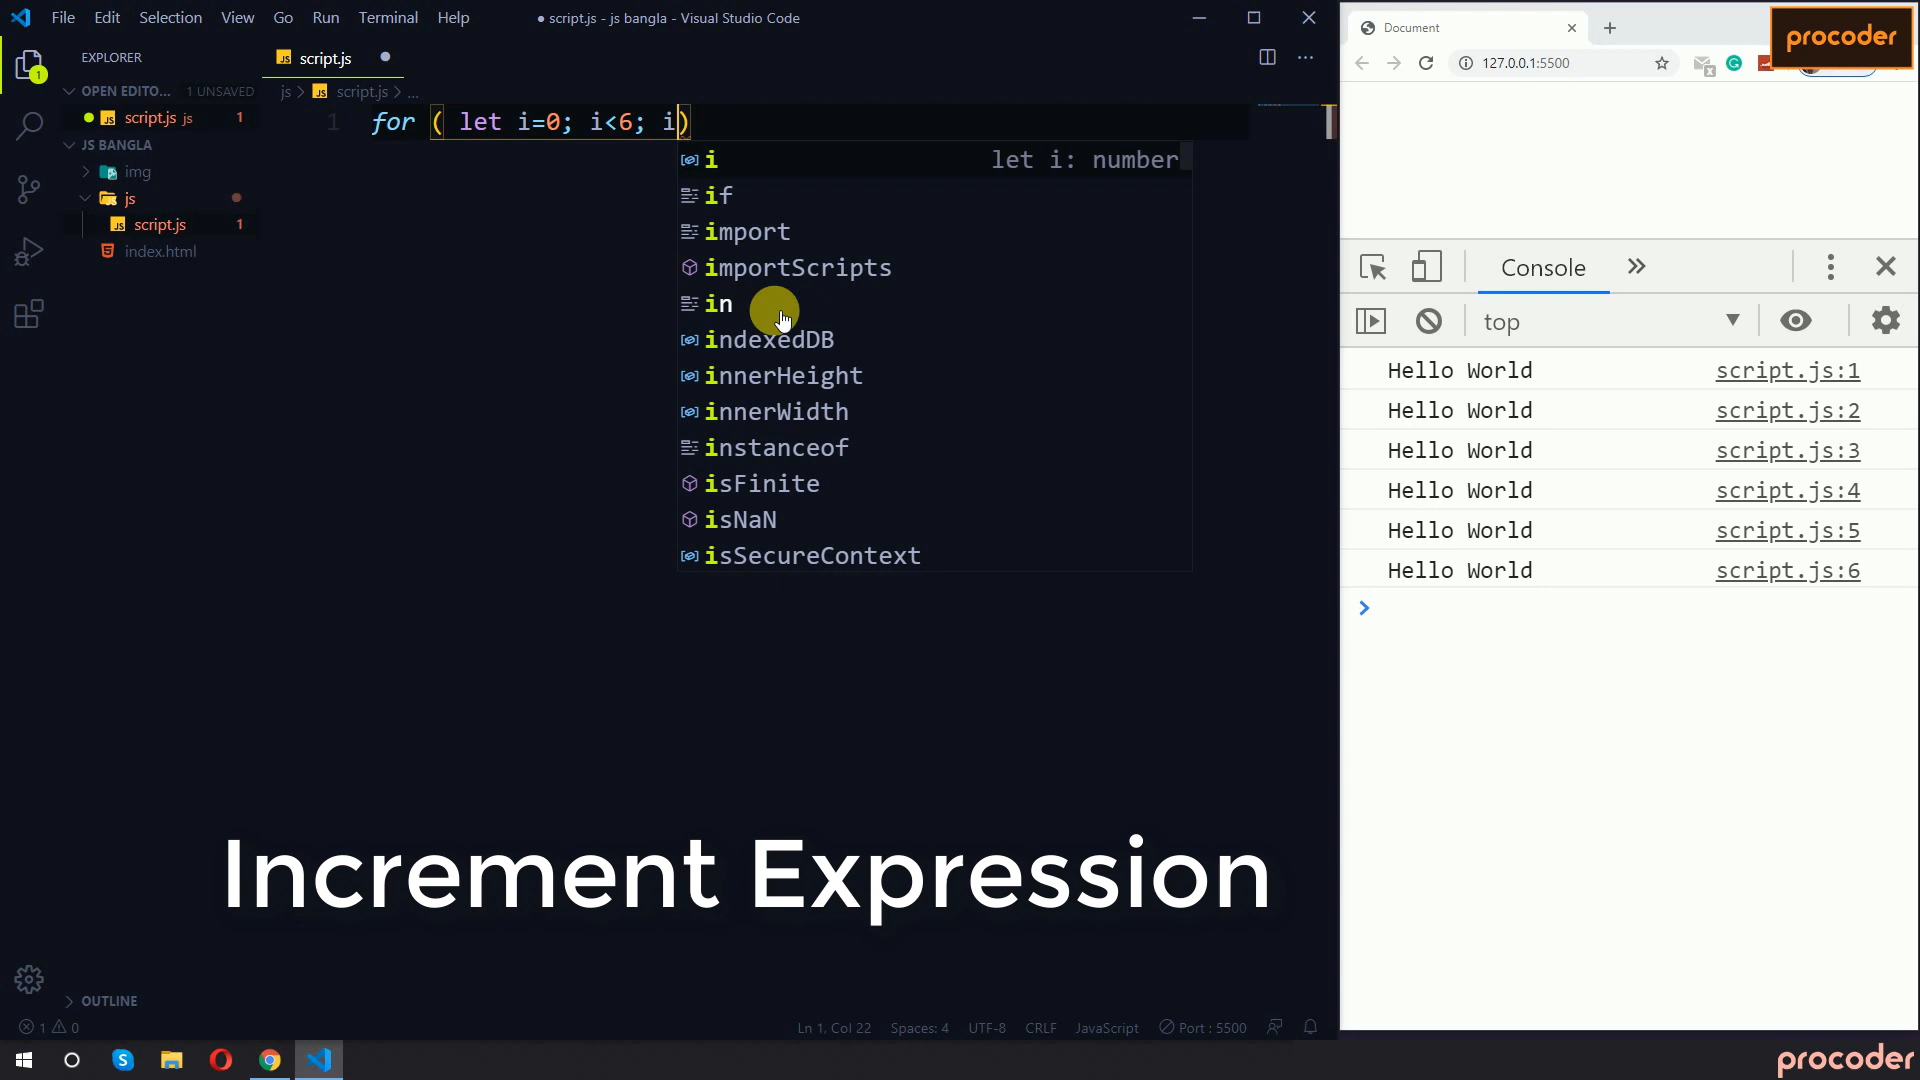 File Edit Selection View Go Run Terminal Help
● script.js - js bangla - Visual Studio Code
EXPLORER
OPEN EDITO... 1 UNSAVED
script.js js 1
JS BANGLA
img
js
script.js 1
index.html
OUTLINE
1
script.js
js > script.js > ...
1 for ( let i=0; i<6; i)
i let i: number
if
import
importScripts
in
indexedDB
innerHeight
innerWidth
instanceof
isFinite
isNaN
isSecureContext
Increment Expression
1 0
Ln 1, Col 22 Spaces: 4 UTF-8 CRLF JavaScript Port : 5500
Document
127.0.0.1:5500
procoder
Console
top
Hello World script.js:1
Hello World script.js:2
Hello World script.js:3
Hello World script.js:4
Hello World script.js:5
Hello World script.js:6
procoder